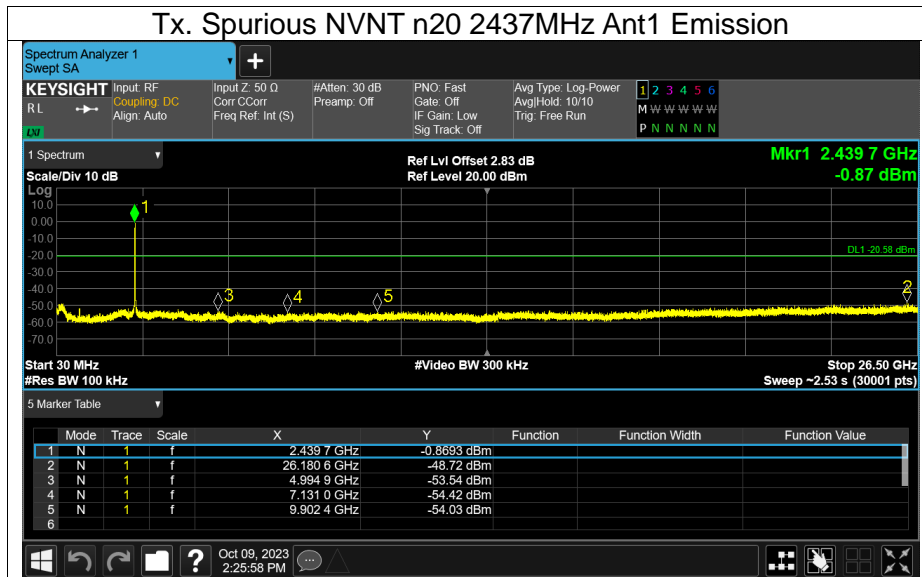 Tx. Spurious NVNT n20 2437MHz Ant1 Emission
Spectrum Analyzer 1
Swept SA
+
KEYSIGHT
R L
LXI
Input: RF
Coupling: DC
Align: Auto
Input Z: 50 Ω
Corr CCorr
Freq Ref: Int (S)
#Atten: 30 dB
Preamp: Off
PNO: Fast
Gate: Off
IF Gain: Low
Sig Track: Off
Avg Type: Log-Power
Avg|Hold: 10/10
Trig: Free Run
1 2 3 4 5 6
M W W W W W
P N N N N N
1 Spectrum
Scale/Div 10 dB
Ref Lvl Offset 2.83 dB
Ref Level 20.00 dBm
Mkr1 2.439 7 GHz
-0.87 dBm
Log
10.0
0.00
-10.0
-20.0
-30.0
-40.0
-50.0
-60.0
-70.0
1
DL1 -20.58 dBm
3
4
5
2
Start 30 MHz
#Res BW 100 kHz
#Video BW 300 kHz
Stop 26.50 GHz
Sweep ~2.53 s (30001 pts)
5 Marker Table
Mode Trace Scale X Y Function Function Width Function Value
1 N 1 f 2.439 7 GHz -0.8693 dBm
2 N 1 f 26.180 6 GHz -48.72 dBm
3 N 1 f 4.994 9 GHz -53.54 dBm
4 N 1 f 7.131 0 GHz -54.42 dBm
5 N 1 f 9.902 4 GHz -54.03 dBm
6
?
Oct 09, 2023
2:25:58 PM